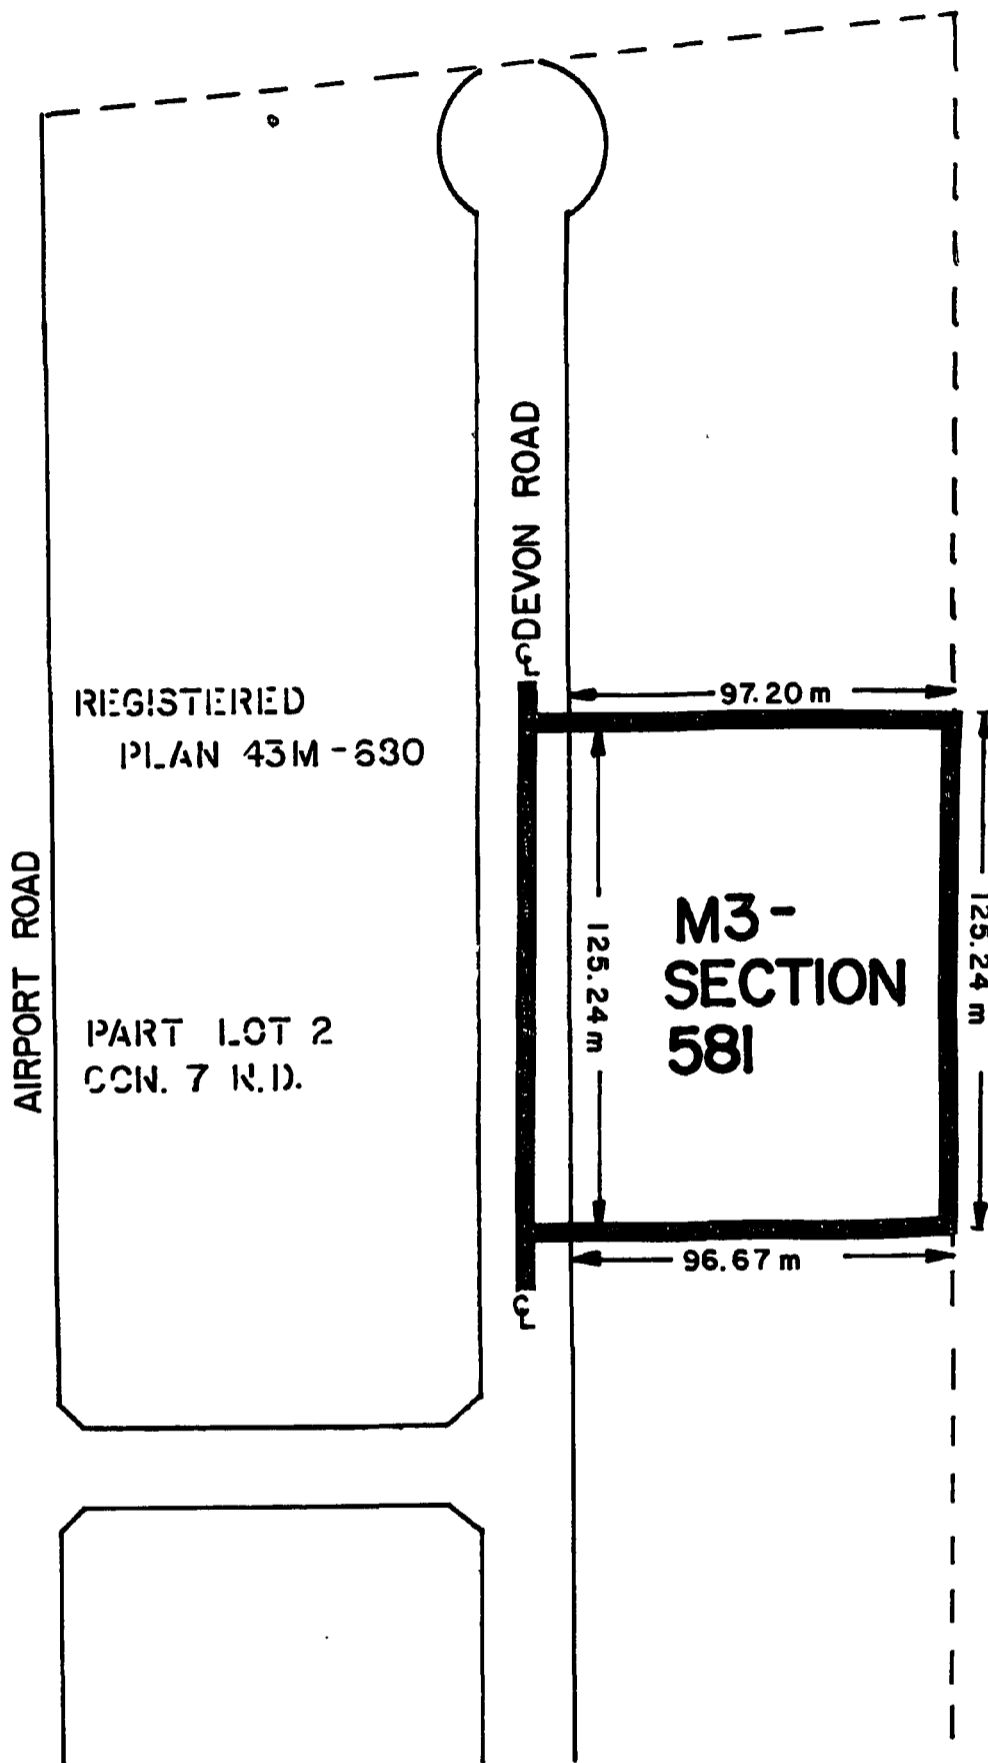 DEVON ROAD
97.20 m
REGISTERED
PLAN 43M-630
AIRPORT ROAD
125.24 m
M3-
SECTION
581
125.24 m
PART LOT 2
CON. 7 N.D.
96.67 m